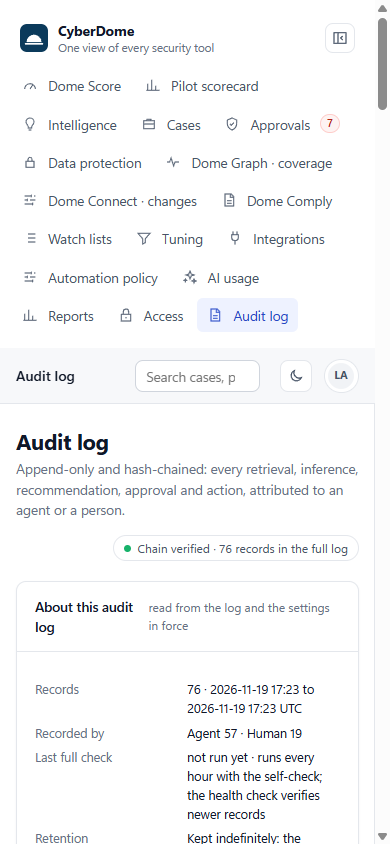 CyberDome
One view of every security tool
Dome Score
Pilot scorecard
Intelligence
Cases
Approvals
7
Data protection
Dome Graph · coverage
Dome Connect · changes
Dome Comply
Watch lists
Tuning
Integrations
Automation policy
AI usage
Reports
Access
Audit log
Audit log
Search cases, p
LA
Audit log
Append-only and hash-chained: every retrieval, inference,
recommendation, approval and action, attributed to an
agent or a person.
Chain verified · 76 records in the full log
About this audit
log
read from the log and the settings
in force
Records
76 · 2026-11-19 17:23 to
2026-11-19 17:23 UTC
Recorded by
Agent 57 · Human 19
Last full check
not run yet · runs every
hour with the self-check;
the health check verifies
newer records
Retention
Kept indefinitely: the